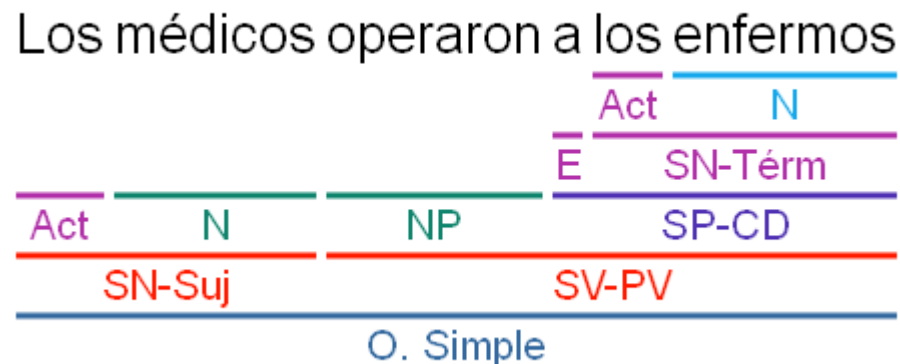 Los médicos operaron a los enfermos
Act N
E SN-Térm
Act N NP SP-CD
SN-Suj SV-PV
O. Simple